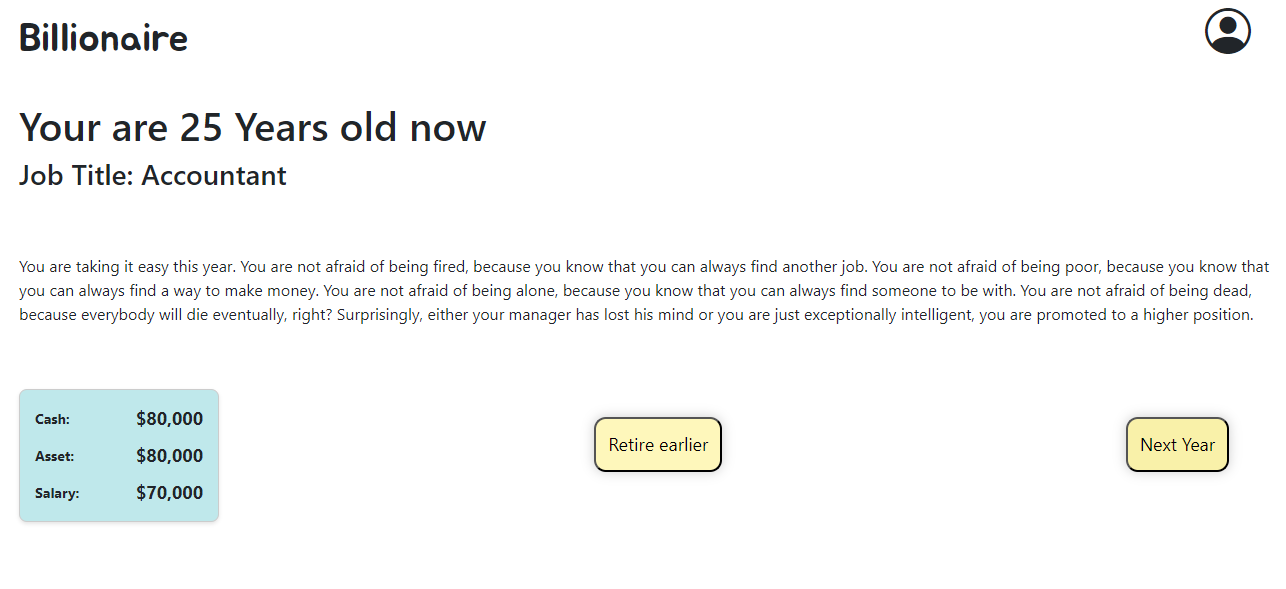 Billionaire
Your are 25 Years old now
Job Title: Accountant
You are taking it easy this year. You are not afraid of being fired, because you know that you can always find another job. You are not afraid of being poor, because you know that
you can always find a way to make money. You are not afraid of being alone, because you know that you can always find someone to be with. You are not afraid of being dead,
because everybody will die eventually, right? Surprisingly, either your manager has lost his mind or you are just exceptionally intelligent, you are promoted to a higher position.
Cash: $80,000
Asset: $80,000
Salary: $70,000
Retire earlier
Next Year